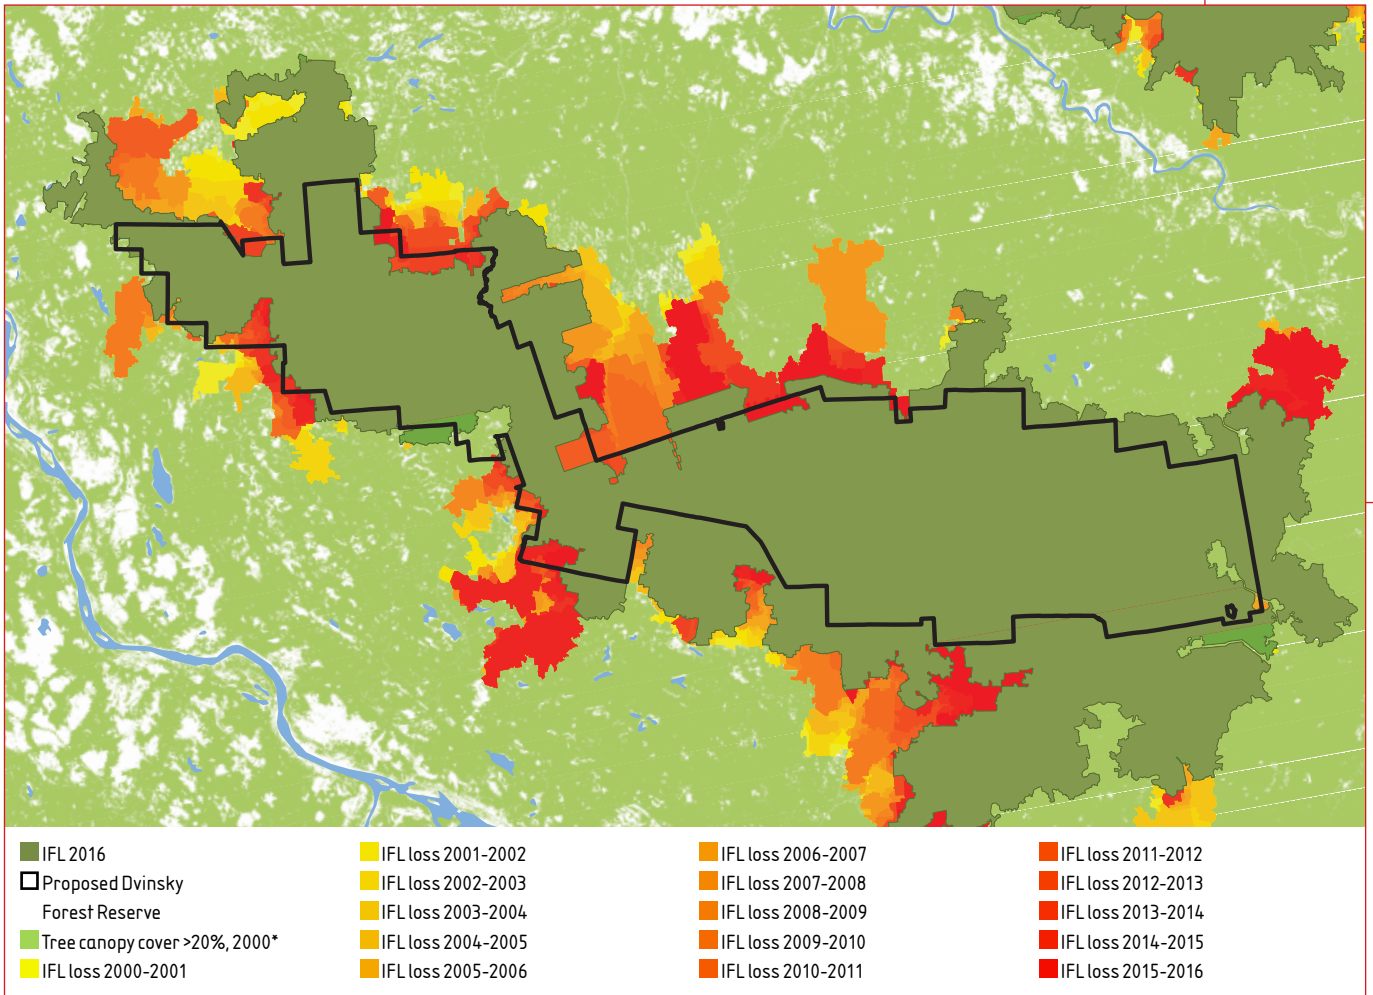 IFL 2016
Proposed Dvinsky
Forest Reserve
Tree canopy cover >20%, 2000*
IFL loss 2000-2001
IFL loss 2001-2002
IFL loss 2002-2003
IFL loss 2003-2004
IFL loss 2004-2005
IFL loss 2005-2006
IFL loss 2006-2007
IFL loss 2007-2008
IFL loss 2008-2009
IFL loss 2009-2010
IFL loss 2010-2011
IFL loss 2011-2012
IFL loss 2012-2013
IFL loss 2013-2014
IFL loss 2014-2015
IFL loss 2015-2016